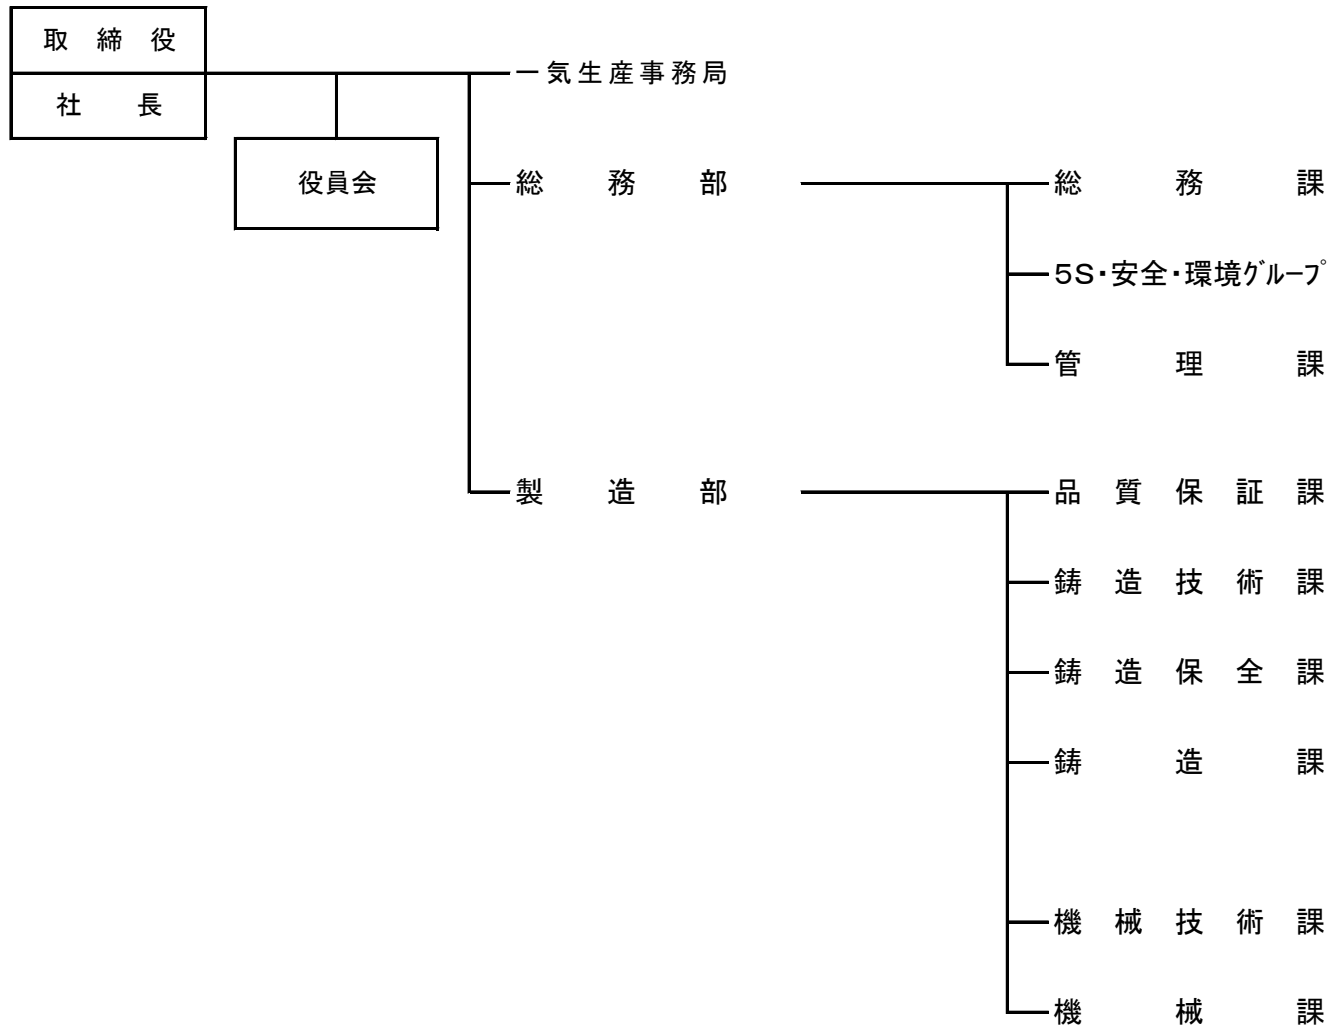 取締役
社長
役員会
一気生産事務局
総務部
総務課
5S・安全・環境ｸﾞﾙｰﾌﾟ
管理課
製造部
品質保証課
鋳造技術課
鋳造保全課
鋳造課
機械技術課
機械課